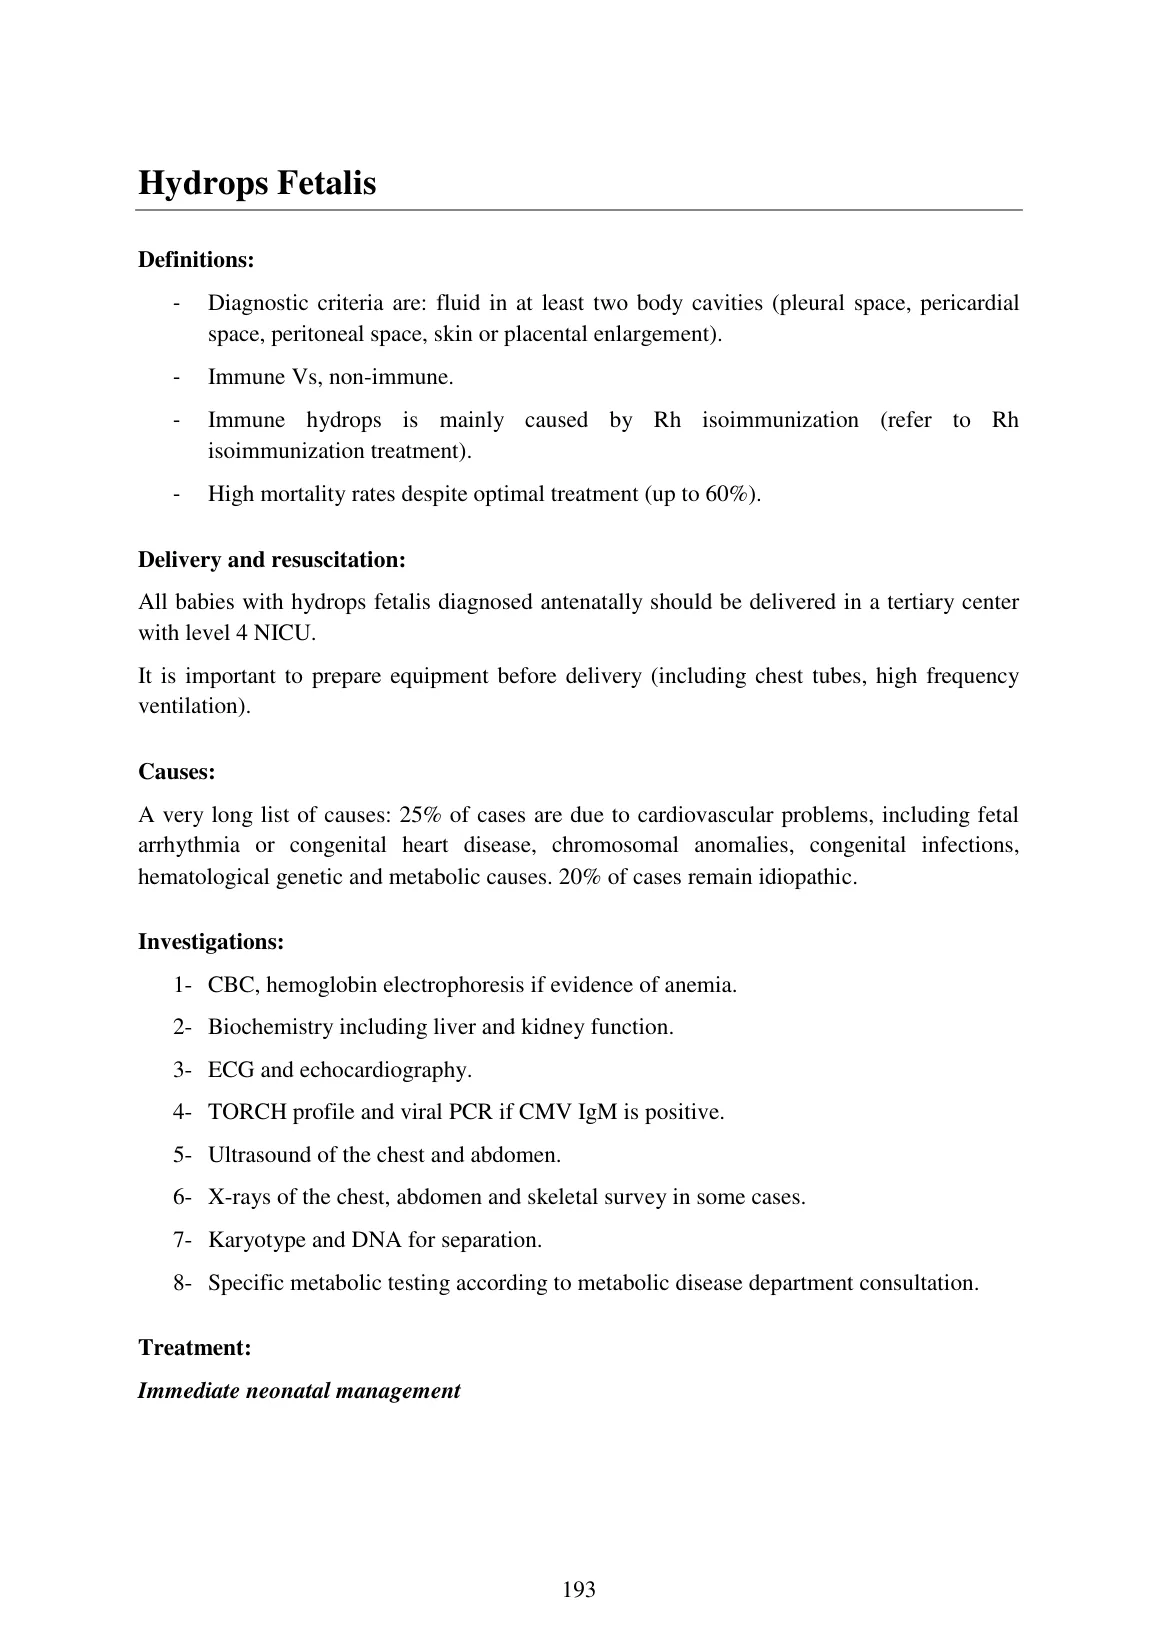 Hydrops Fetalis
Definitions:
- Diagnostic criteria are: fluid in at least two body cavities (pleural space, pericardial
space, peritoneal space, skin or placental enlargement).
- Immune Vs, non-immune.
- Immune hydrops is mainly caused by Rh isoimmunization (refer to Rh
isoimmunization treatment).
- High mortality rates despite optimal treatment (up to 60%).
Delivery and resuscitation:
All babies with hydrops fetalis diagnosed antenatally should be delivered in a tertiary center
with level 4 NICU.
It is important to prepare equipment before delivery (including chest tubes, high frequency
ventilation).
Causes:
A very long list of causes: 25% of cases are due to cardiovascular problems, including fetal
arrhythmia or congenital heart disease, chromosomal anomalies, congenital infections,
hematological genetic and metabolic causes. 20% of cases remain idiopathic.
Investigations:
1- CBC, hemoglobin electrophoresis if evidence of anemia.
2- Biochemistry including liver and kidney function.
3- ECG and echocardiography.
4- TORCH profile and viral PCR if CMV IgM is positive.
5- Ultrasound of the chest and abdomen.
6- X-rays of the chest, abdomen and skeletal survey in some cases.
7- Karyotype and DNA for separation.
8- Specific metabolic testing according to metabolic disease department consultation.
Treatment:
Immediate neonatal management
193